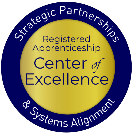 Strategic Partnerships
Registered
Apprenticeship
Center of
Excellence
& Systems Alignment